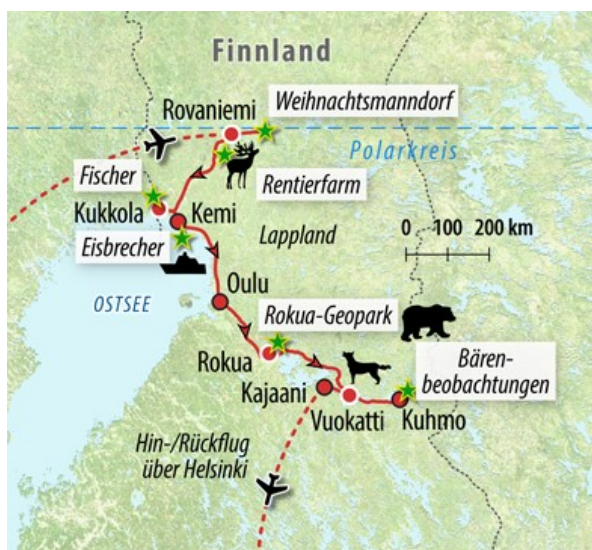 Finnland
Rovaniemi
Weihnachtsmanndorf
Polarkreis
Fischer
Rentierfarm
Kukkola
Kemi
Lappland
0 100 200 km
Eisbrecher
OSTSEE
Oulu
Rokua-Geopark
Rokua
Bären-
beobachtungen
Kajaani
Vuokatti
Kuhmo
Hin-/Rückflug
über Helsinki